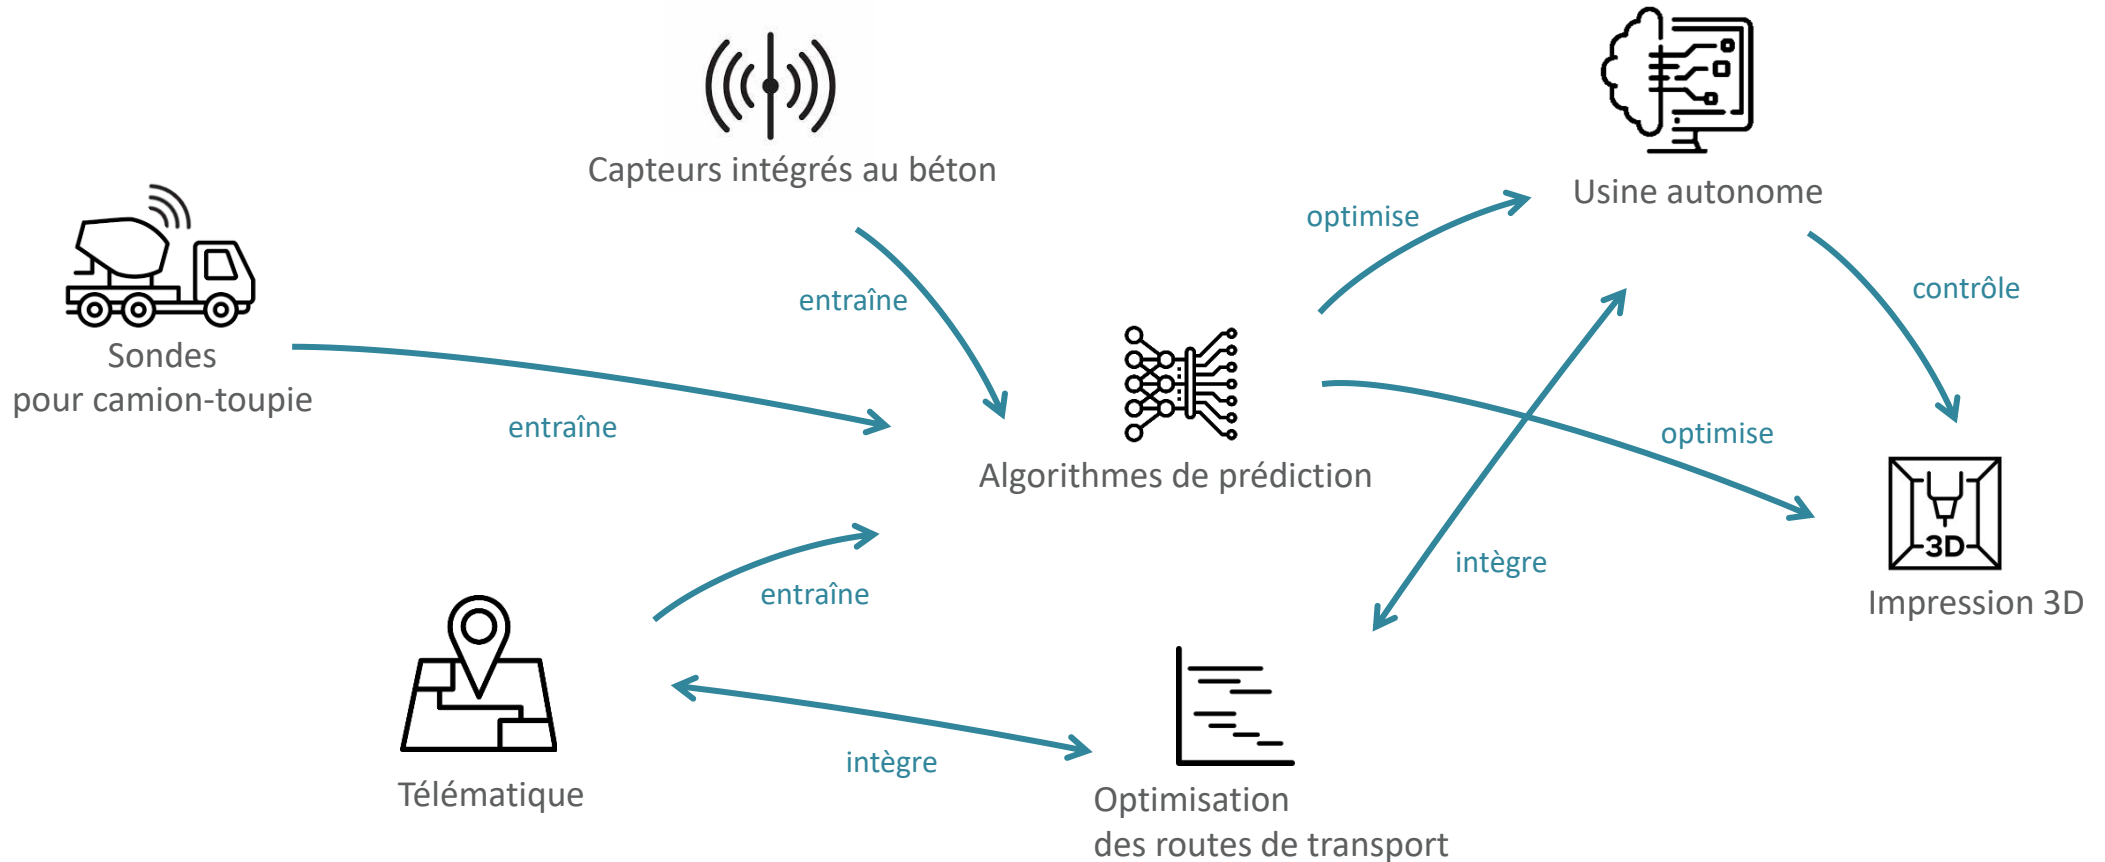 Capteurs intégrés au béton
Usine autonome
optimise
contrôle
entraîne
Sondes
pour camion-toupie
entraîne
optimise
Algorithmes de prédiction
intègre
3D
Impression 3D
entraîne
intègre
Télématique
Optimisation
des routes de transport